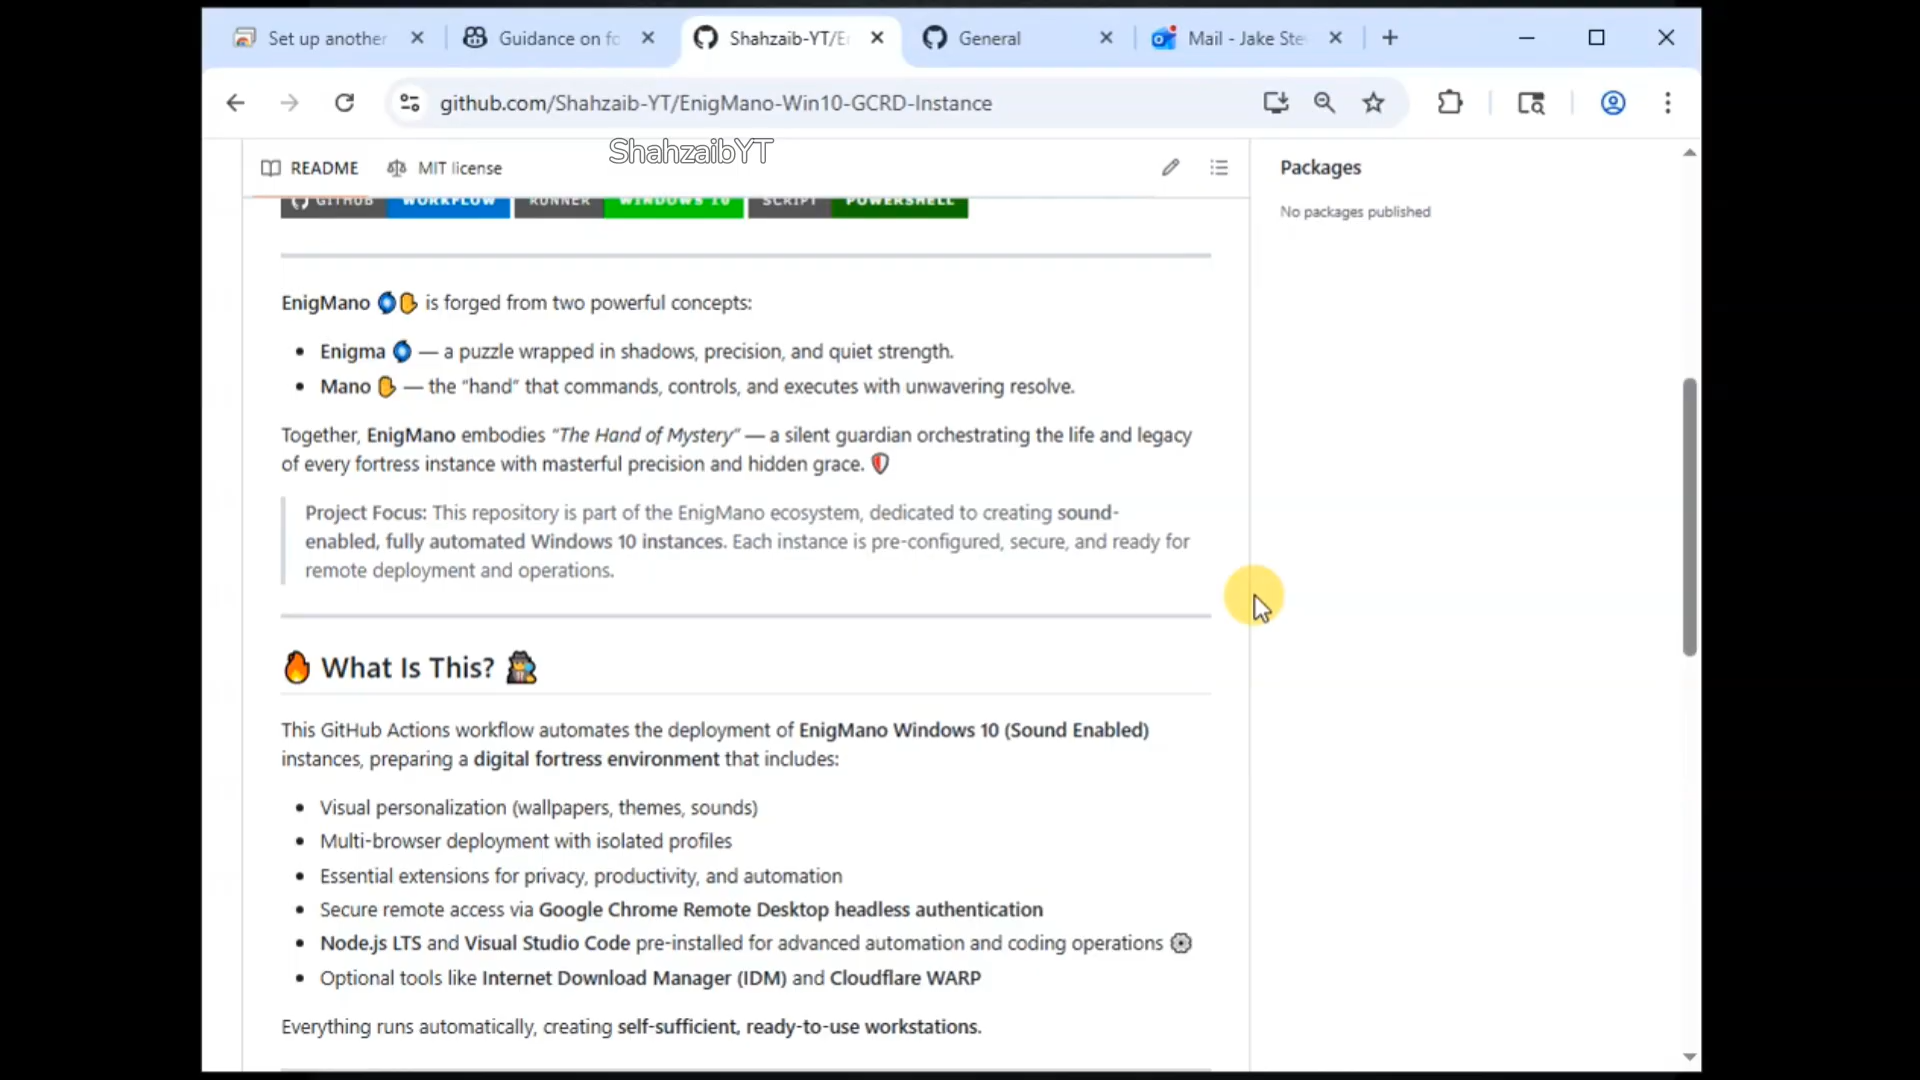 Set up another
Guidance on fo
Shahzaib-YT/E
General
Mail - Jake Ste
github.com/Shahzaib-YT/EnigMano-Win10-GCRD-Instance
ShahzaibYT
README
MIT license
Packages
No packages published
GITHUB WORKFLOW RUNNER WINDOWS 10 SCRIPT POWERSHELL
EnigMano is forged from two powerful concepts:
• Enigma — a puzzle wrapped in shadows, precision, and quiet strength.
• Mano — the “hand” that commands, controls, and executes with unwavering resolve.
Together, EnigMano embodies “The Hand of Mystery” — a silent guardian orchestrating the life and legacy
of every fortress instance with masterful precision and hidden grace.
Project Focus: This repository is part of the EnigMano ecosystem, dedicated to creating sound-
enabled, fully automated Windows 10 instances. Each instance is pre-configured, secure, and ready for
remote deployment and operations.
What Is This?
This GitHub Actions workflow automates the deployment of EnigMano Windows 10 (Sound Enabled)
instances, preparing a digital fortress environment that includes:
• Visual personalization (wallpapers, themes, sounds)
• Multi-browser deployment with isolated profiles
• Essential extensions for privacy, productivity, and automation
• Secure remote access via Google Chrome Remote Desktop headless authentication
• Node.js LTS and Visual Studio Code pre-installed for advanced automation and coding operations
• Optional tools like Internet Download Manager (IDM) and Cloudflare WARP
Everything runs automatically, creating self-sufficient, ready-to-use workstations.